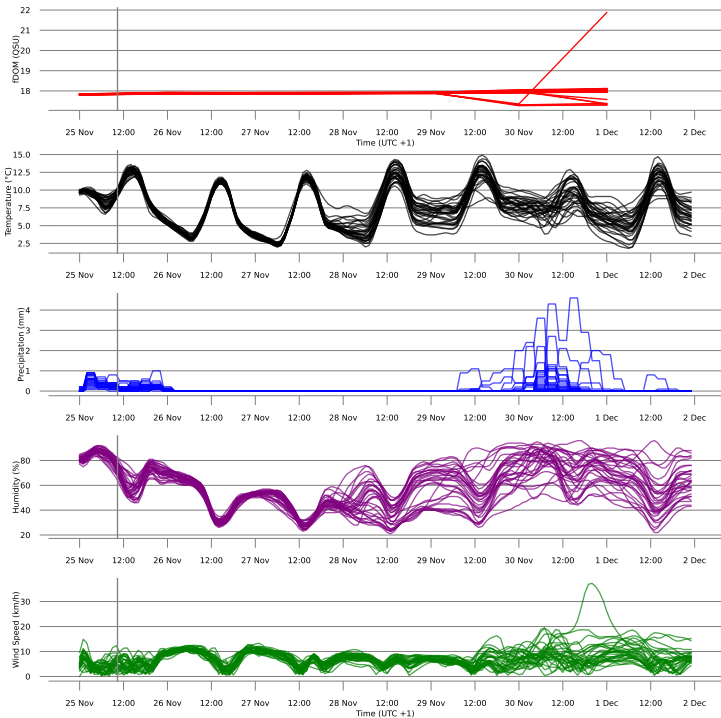 22
21
20
19
18
fDOM (QSU)
25 Nov 12:00 26 Nov 12:00 27 Nov 12:00 28 Nov 12:00 29 Nov 12:00 30 Nov 12:00 1 Dec 12:00 2 Dec
Time (UTC +1)
15.0
12.5
10.0
7.5
5.0
2.5
Temperature (°C)
25 Nov 12:00 26 Nov 12:00 27 Nov 12:00 28 Nov 12:00 29 Nov 12:00 30 Nov 12:00 1 Dec 12:00 2 Dec
4
3
2
1
0
Precipitation (mm)
25 Nov 12:00 26 Nov 12:00 27 Nov 12:00 28 Nov 12:00 29 Nov 12:00 30 Nov 12:00 1 Dec 12:00 2 Dec
80
60
40
20
Humidity (%)
25 Nov 12:00 26 Nov 12:00 27 Nov 12:00 28 Nov 12:00 29 Nov 12:00 30 Nov 12:00 1 Dec 12:00 2 Dec
30
20
10
0
Wind Speed (km/h)
25 Nov 12:00 26 Nov 12:00 27 Nov 12:00 28 Nov 12:00 29 Nov 12:00 30 Nov 12:00 1 Dec 12:00 2 Dec
Time (UTC +1)